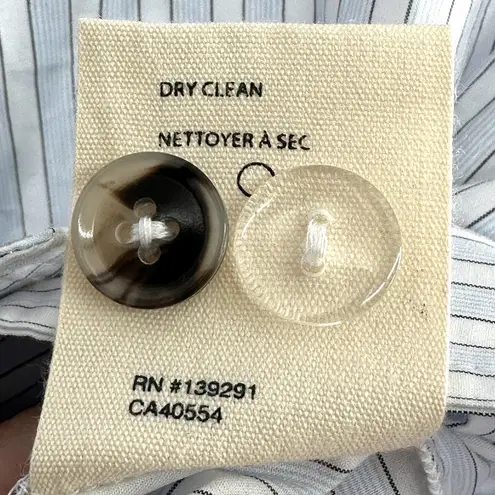 DRY CLEAN
NETTOYER À SEC
RN #139291
CA40554